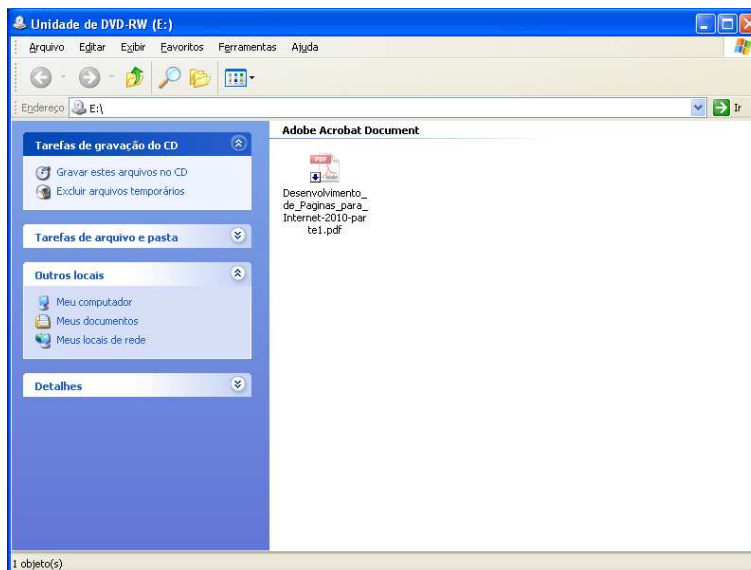 Unidade de DVD-RW (E:)
Arquivo Editar Exibir Favoritos Ferramentas Ajuda
Endereço E:\ Ir
Tarefas de gravação do CD
Gravar estes arquivos no CD
Excluir arquivos temporários
Tarefas de arquivo e pasta
Outros locais
Meu computador
Meus documentos
Meus locais de rede
Detalhes
Adobe Acrobat Document
PDF
Adobe
Desenvolvimento_
de_Paginas_para_
Internet-2010-par
te1.pdf
1 objeto(s)